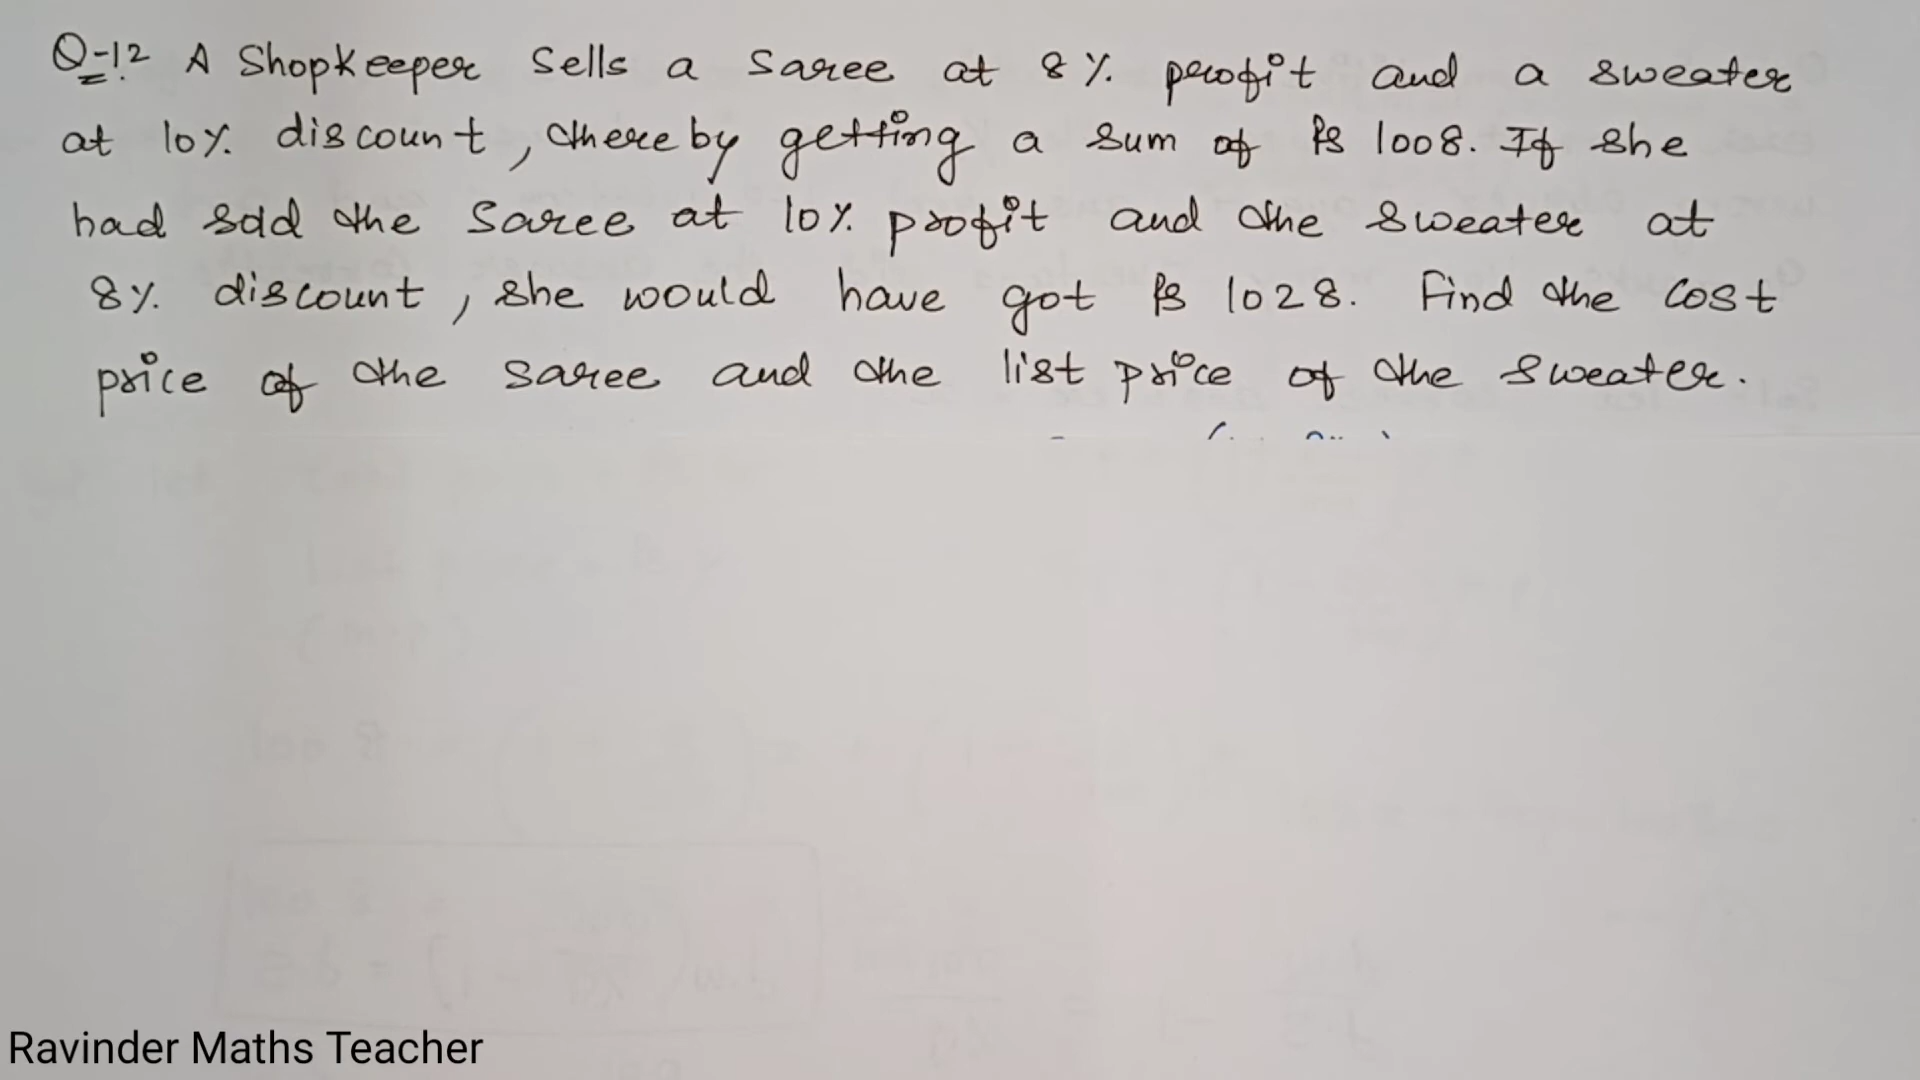 Q-12 A Shopkeeper Sells a Saree at 8% profit and a sweater
at 10% discount, thereby getting a sum of Rs 1008. If she
had sold the Saree at 10% profit and the sweater at
8% discount, she would have got Rs 1028. Find the cost
price of the saree and the list price of the sweater.
Ravinder Maths Teacher